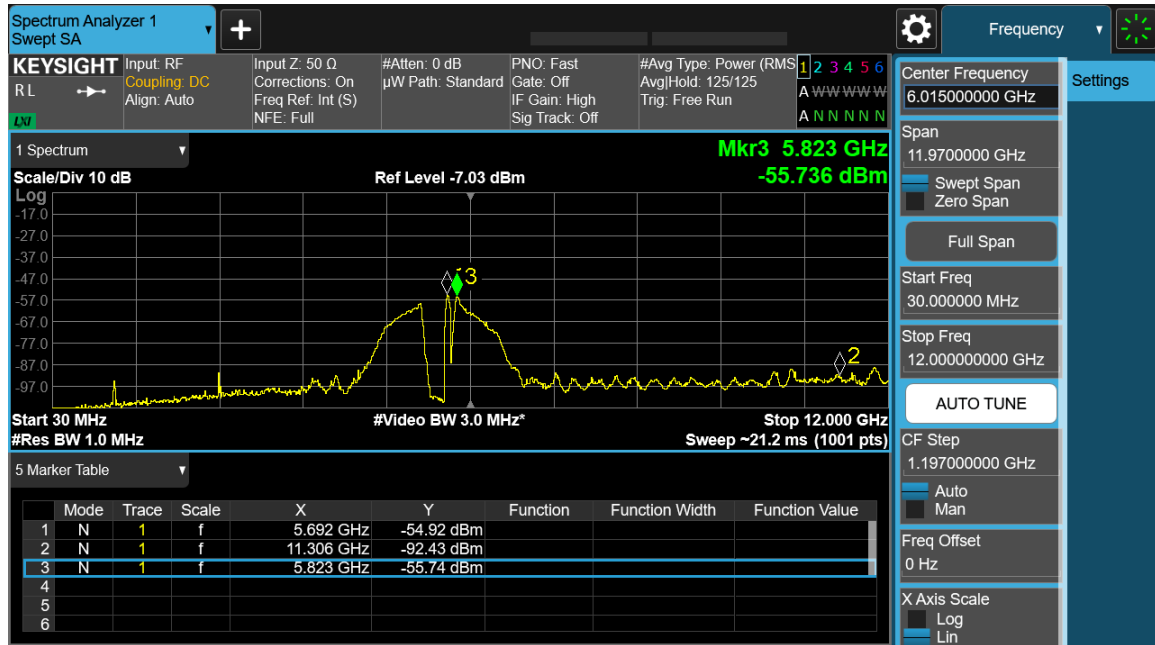 Spectrum Analyzer 1
Swept SA
Frequency
KEYSIGHT
R L
LXI
Input: RF
Coupling: DC
Align: Auto
Input Z: 50 Ω
Corrections: On
Freq Ref: Int (S)
NFE: Full
#Atten: 0 dB
µW Path: Standard
PNO: Fast
Gate: Off
IF Gain: High
Sig Track: Off
#Avg Type: Power (RMS
Avg|Hold: 125/125
Trig: Free Run
1 2 3 4 5 6
A W W W W W
A N N N N N
1 Spectrum
Scale/Div 10 dB
Ref Level -7.03 dBm
Mkr3 5.823 GHz
-55.736 dBm
Log
-17.0
-27.0
-37.0
-47.0
-57.0
-67.0
-77.0
-87.0
-97.0
3
2
Start 30 MHz
#Video BW 3.0 MHz*
Stop 12.000 GHz
#Res BW 1.0 MHz
Sweep ~21.2 ms (1001 pts)
5 Marker Table
Mode Trace Scale X Y Function Function Width Function Value
1 N 1 f 5.692 GHz -54.92 dBm
2 N 1 f 11.306 GHz -92.43 dBm
3 N 1 f 5.823 GHz -55.74 dBm
4
5
6
Center Frequency
6.015000000 GHz
Settings
Span
11.9700000 GHz
Swept Span
Zero Span
Full Span
Start Freq
30.000000 MHz
Stop Freq
12.000000000 GHz
AUTO TUNE
CF Step
1.197000000 GHz
Auto
Man
Freq Offset
0 Hz
X Axis Scale
Log
Lin